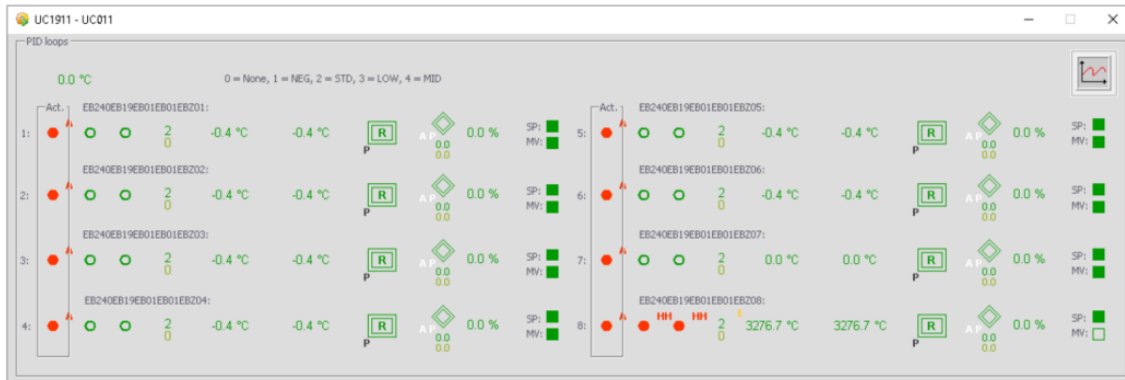 UC1911 - UC011
PID loops
0.0 °C
0 = None, 1 = NEG, 2 = STD, 3 = LOW, 4 = MID
Act.
EB240EB19EB01EB01EBZ01:
1: A 2 0 -0.4 °C -0.4 °C R P A P 0.0 0.0 0.0 % SP: MV:
EB240EB19EB01EB01EBZ02:
2: A 2 0 -0.4 °C -0.4 °C R P A P 0.0 0.0 0.0 % SP: MV:
EB240EB19EB01EB01EBZ03:
3: A 2 0 -0.4 °C -0.4 °C R P A P 0.0 0.0 0.0 % SP: MV:
EB240EB19EB01EB01EBZ04:
4: A 2 0 -0.4 °C -0.4 °C R P A P 0.0 0.0 0.0 % SP: MV:
Act.
EB240EB19EB01EB01EBZ05:
5: A 2 0 -0.4 °C -0.4 °C R P A P 0.0 0.0 0.0 % SP: MV:
EB240EB19EB01EB01EBZ06:
6: A 2 0 -0.4 °C -0.4 °C R P A P 0.0 0.0 0.0 % SP: MV:
EB240EB19EB01EB01EBZ07:
7: A 2 0 0.0 °C 0.0 °C R P A P 0.0 0.0 0.0 % SP: MV:
EB240EB19EB01EB01EBZ08:
8: A HH HH 2 0 E 3276.7 °C 3276.7 °C R P A P 0.0 0.0 0.0 % SP: MV: